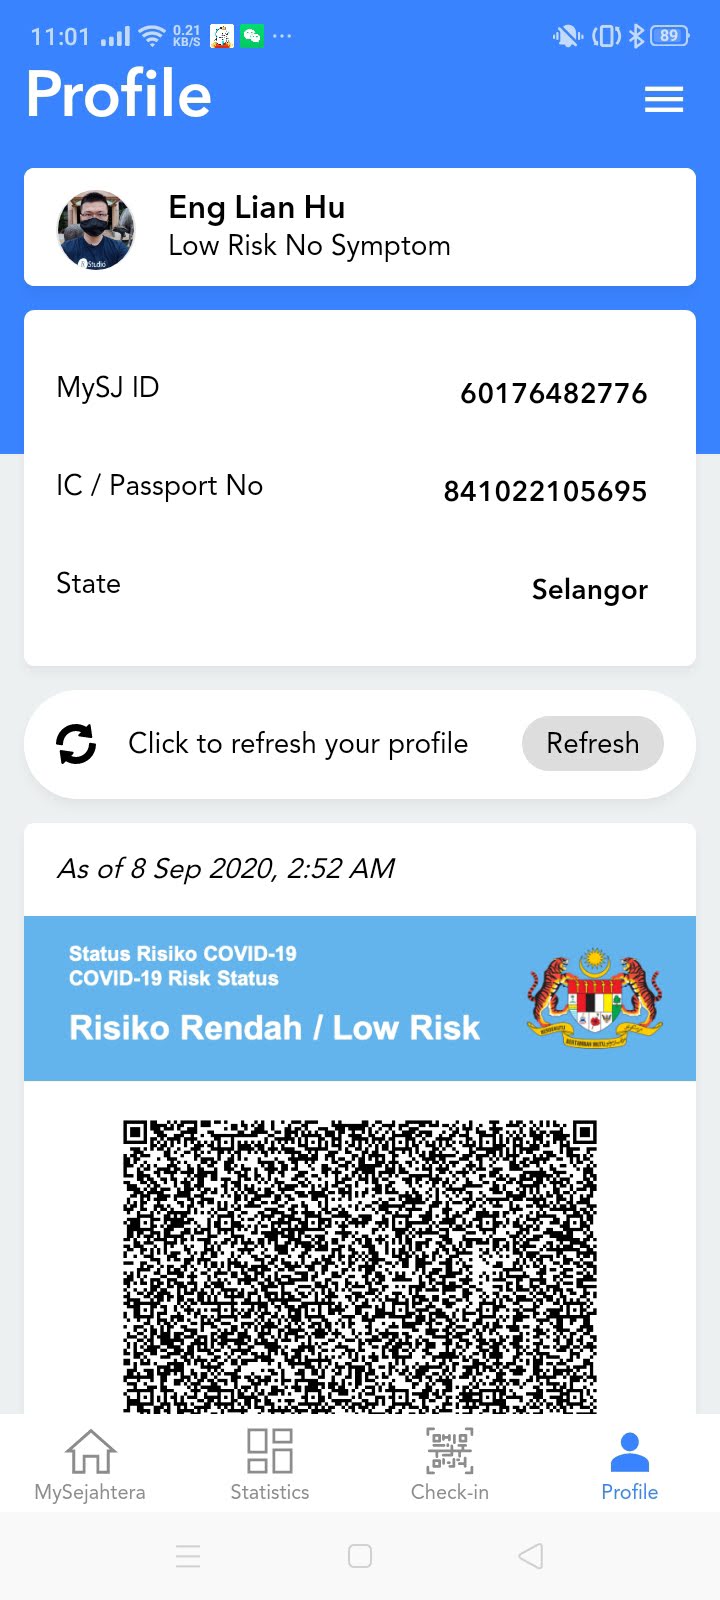 11:01
0.21
KB/S
89
Profile
Eng Lian Hu
Low Risk No Symptom
Studio
MySJ ID
60176482776
IC / Passport No
841022105695
State
Selangor
Click to refresh your profile
Refresh
As of 8 Sep 2020, 2:52 AM
Status Risiko COVID-19
COVID-19 Risk Status
Risiko Rendah / Low Risk
MySejahtera
Statistics
Check-in
Profile